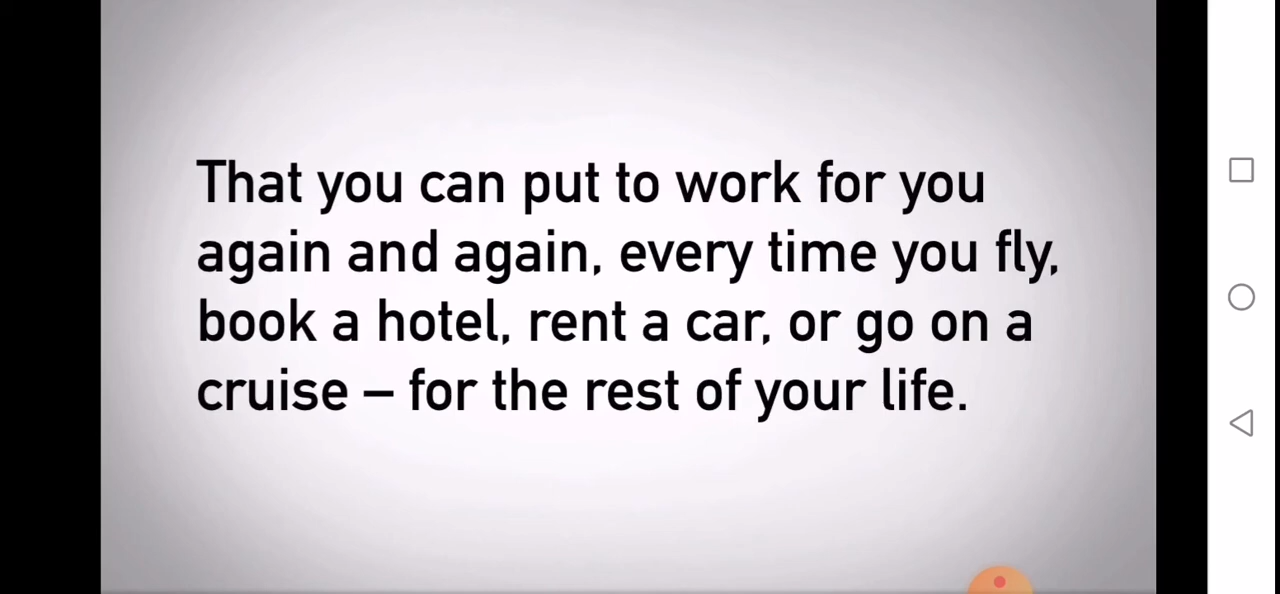 That you can put to work for you
again and again, every time you fly,
book a hotel, rent a car, or go on a
cruise – for the rest of your life.